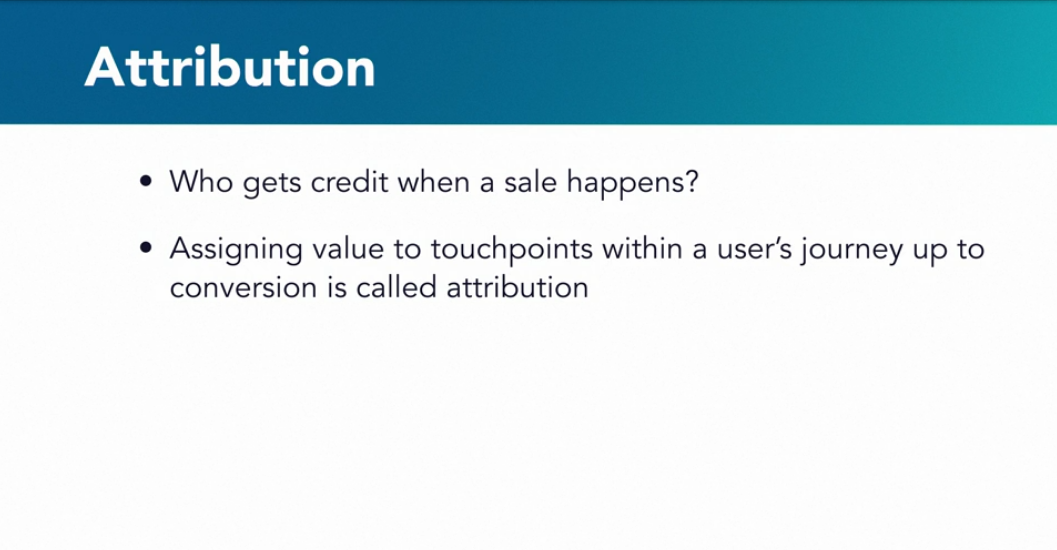 Attribution
• Who gets credit when a sale happens?
• Assigning value to touchpoints within a user’s journey up to
conversion is called attribution